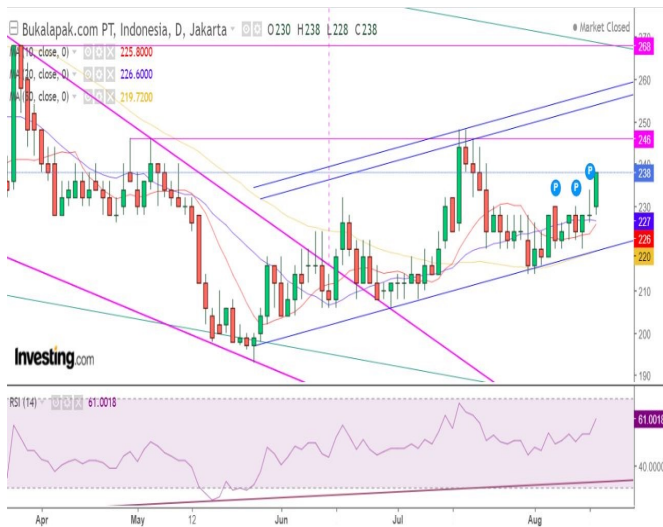 Bukalapak.com PT, Indonesia, D, Jakarta O230 H238 L228 C238
Market Closed
MA (10, close, 0) 225.8000
MA (20, close, 0) 226.6000
MA (50, close, 0) 219.7200
270
268
260
250
246
238
230
227
226
220
210
200
190
P P P
Investing.com
RSI (14) 61.0018
61.0018
40.0000
Apr May 12 Jun Jul Aug